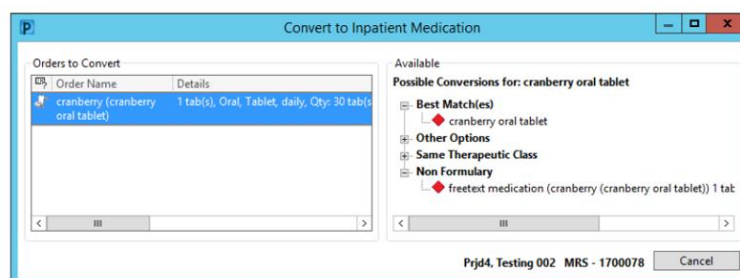 Convert to Inpatient Medication
Orders to Convert
Order Name Details
cranberry (cranberry oral tablet) 1 tab(s), Oral, Tablet, daily, Qty: 30 tab(s
Available
Possible Conversions for: cranberry oral tablet
Best Match(es)
cranberry oral tablet
Other Options
Same Therapeutic Class
Non Formulary
freetext medication (cranberry (cranberry oral tablet)) 1 tab
Prjd4, Testing 002 MRS - 1700078 Cancel